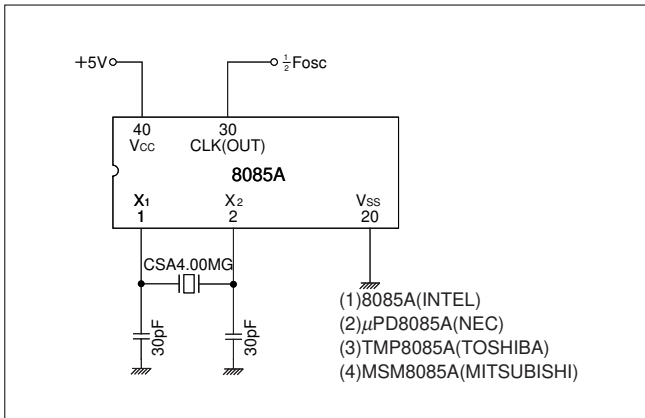 +5V
½Fosc
40
30
VCC
CLK(OUT)
8085A
X1
X2
VSS
1
2
20
CSA4.00MG
30pF
30pF
(1)8085A(INTEL)
(2)μPD8085A(NEC)
(3)TMP8085A(TOSHIBA)
(4)MSM8085A(MITSUBISHI)